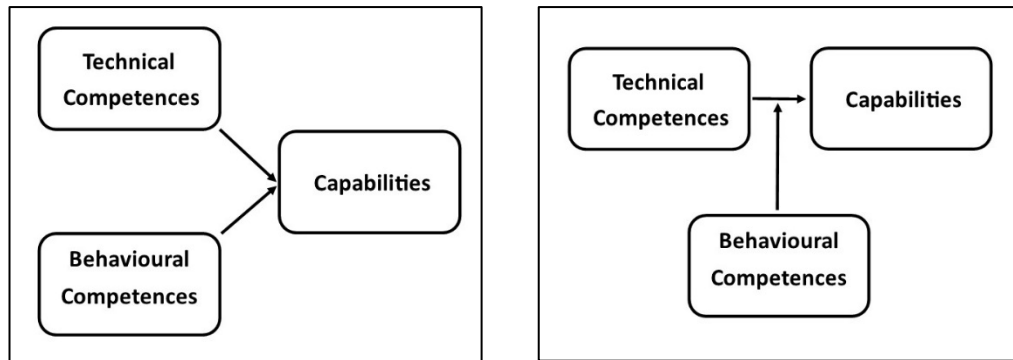 Technical
Competences
Capabilities
Behavioural
Competences
Technical
Competences
Capabilities
Behavioural
Competences